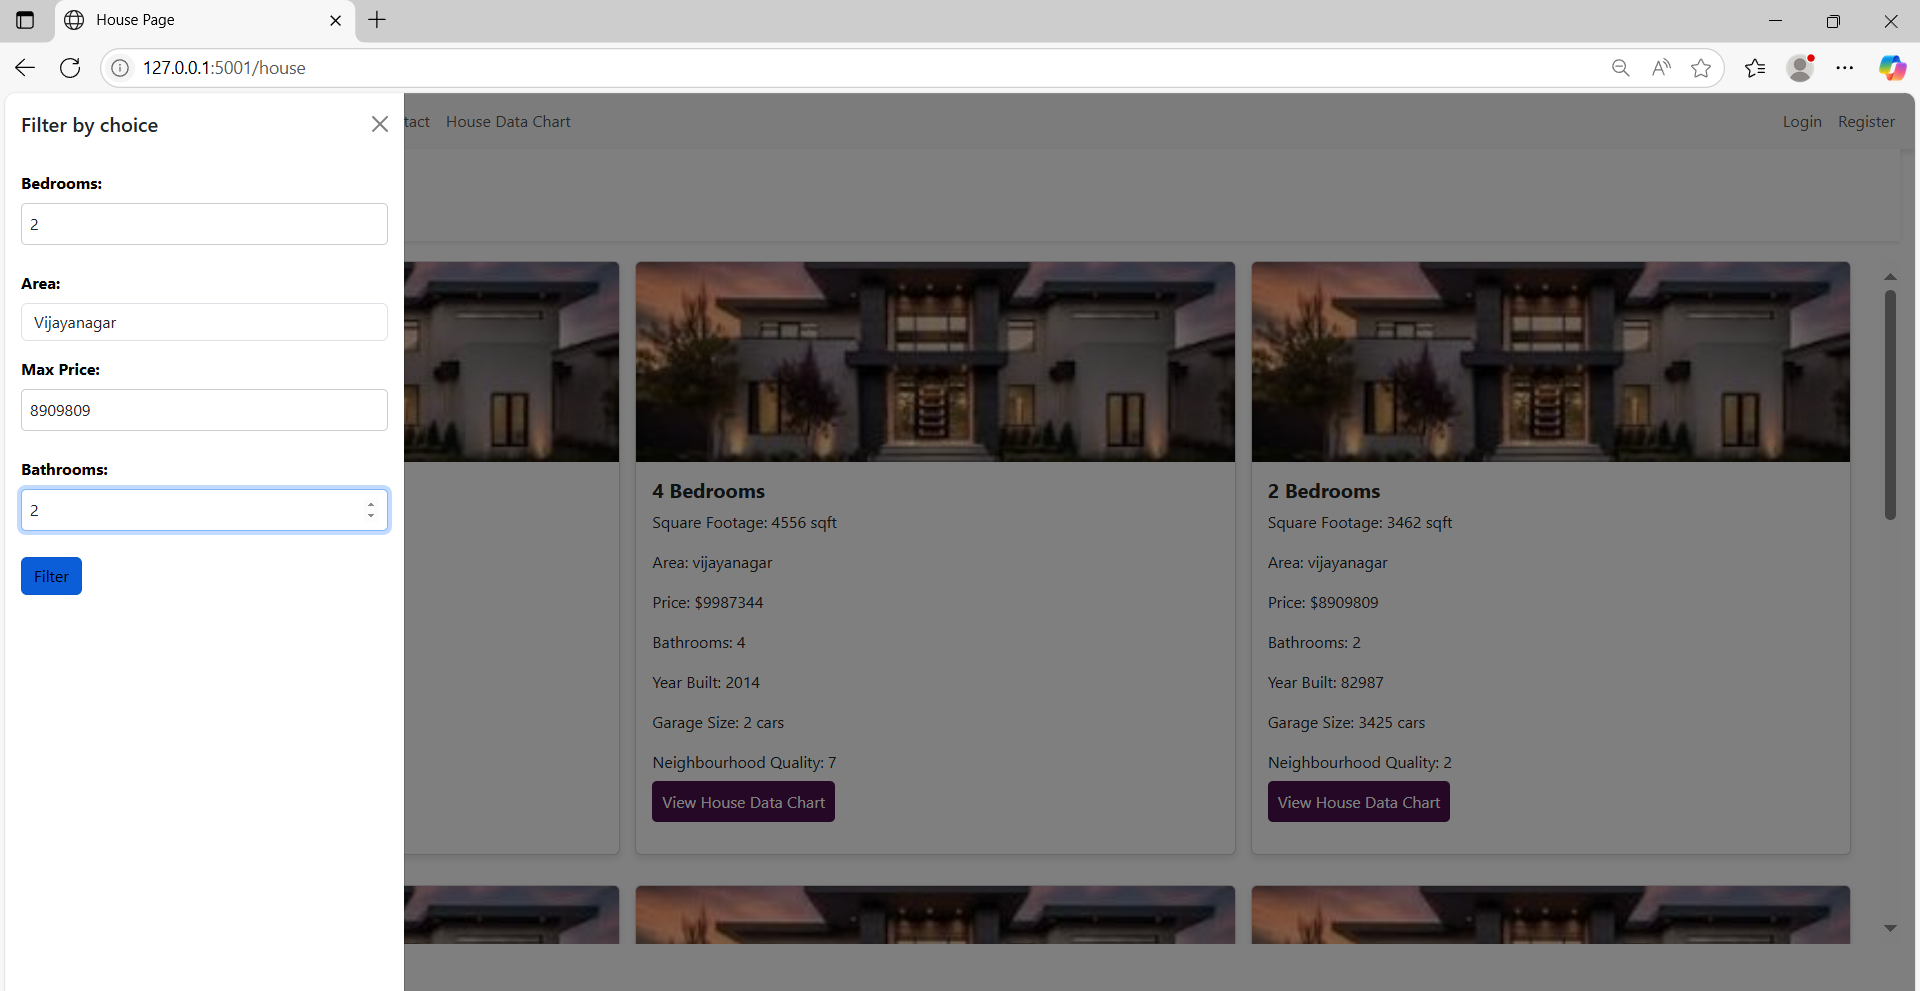 House Page
127.0.0.1:5001/house
Filter by choice
tact House Data Chart
Login Register
Bedrooms:
2
Area:
Vijayanagar
Max Price:
8909809
Bathrooms:
2
Filter
4 Bedrooms
Square Footage: 4556 sqft
Area: vijayanagar
Price: $9987344
Bathrooms: 4
Year Built: 2014
Garage Size: 2 cars
Neighbourhood Quality: 7
View House Data Chart
2 Bedrooms
Square Footage: 3462 sqft
Area: vijayanagar
Price: $8909809
Bathrooms: 2
Year Built: 82987
Garage Size: 3425 cars
Neighbourhood Quality: 2
View House Data Chart